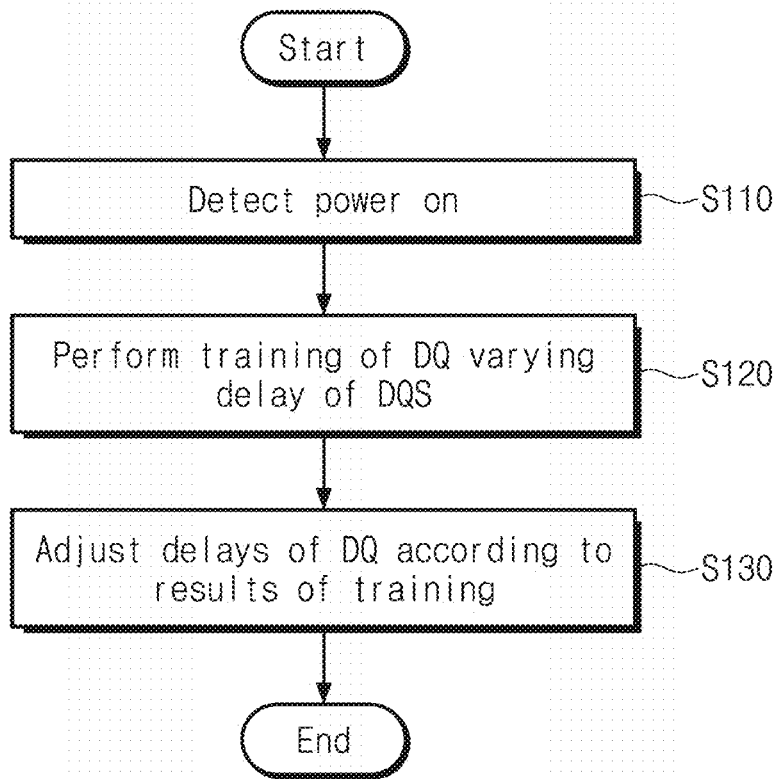 Start
Detect power on
S110
Perform training of DQ varying
delay of DQS
S120
Adjust delays of DQ according to
results of training
S130
End